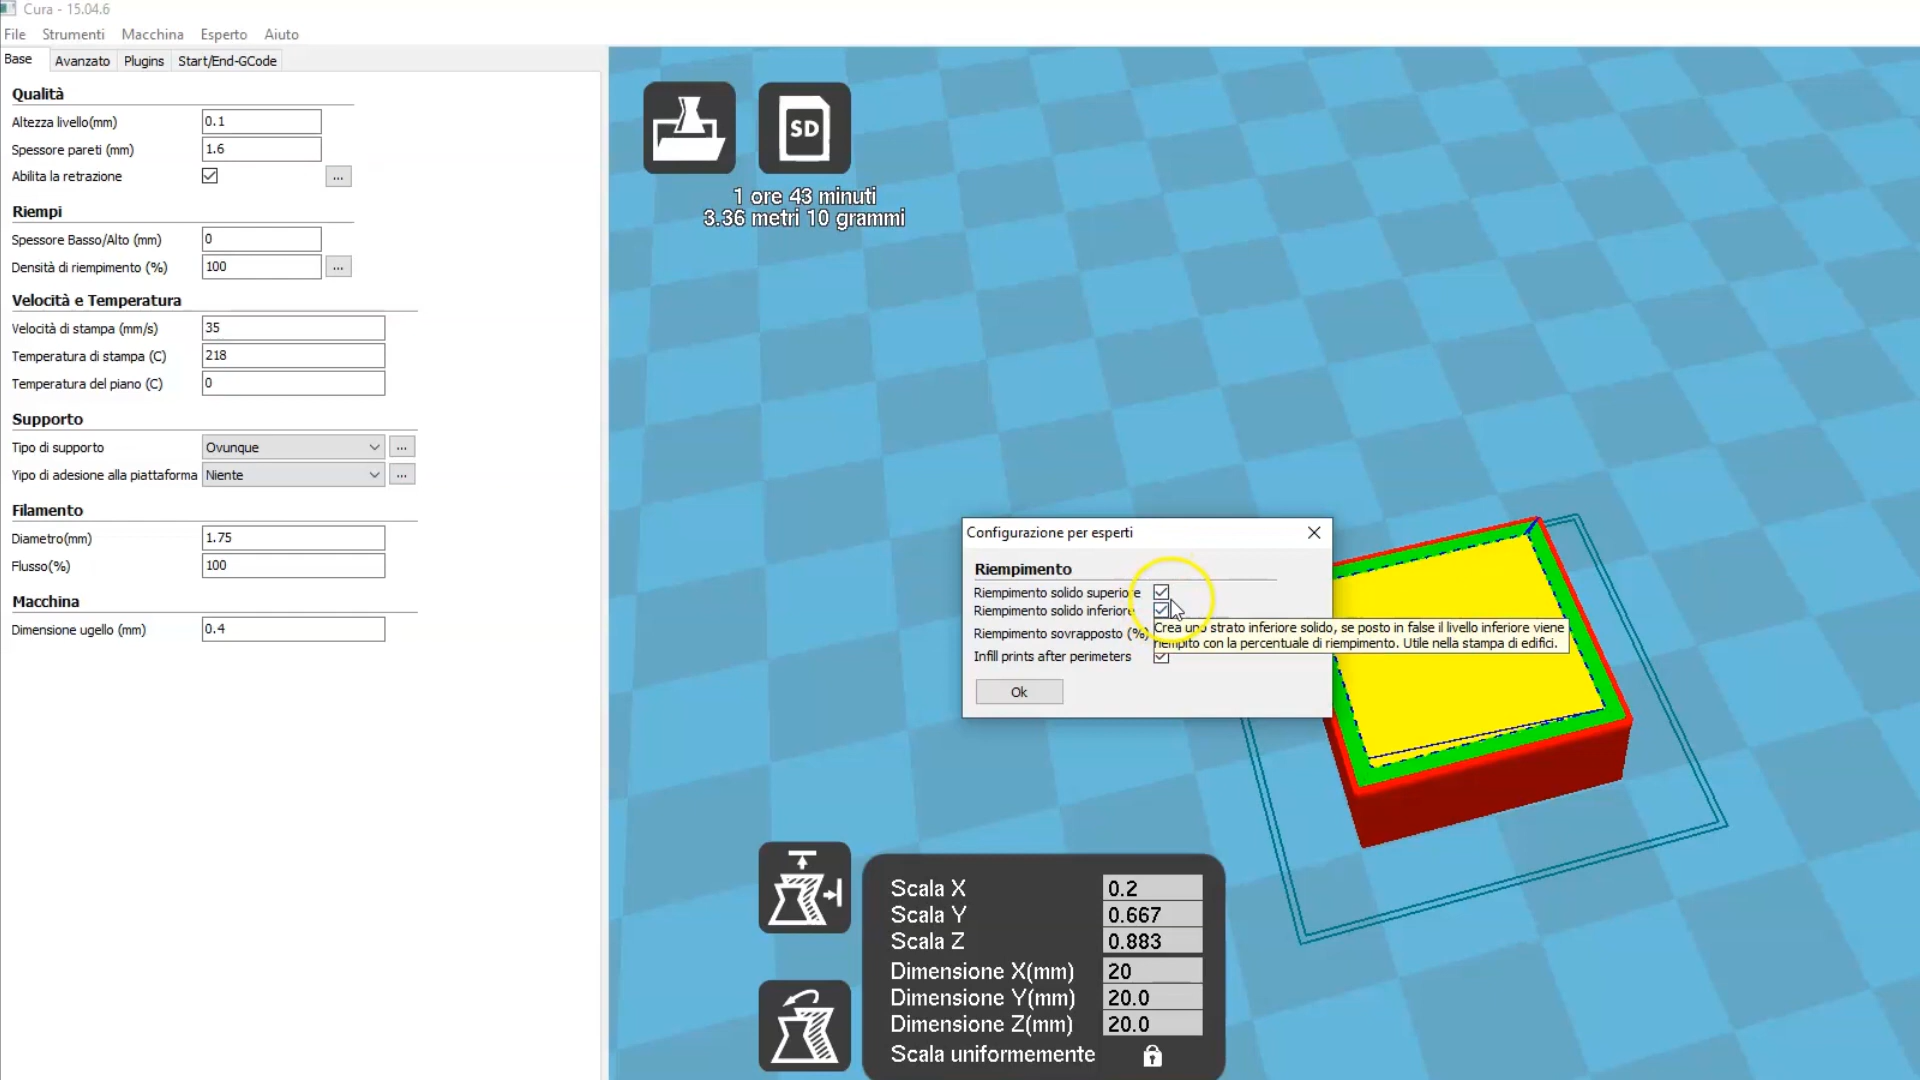 Cura - 15.04.6
File Strumenti Macchina Esperto Aiuto
Base Avanzato Plugins Start/End-GCode
Qualità
Altezza livello(mm) 0.1
Spessore pareti (mm) 1.6
Abilita la retrazione ...
Riempi
Spessore Basso/Alto (mm) 0
Densità di riempimento (%) 100 ...
Velocità e Temperatura
Velocità di stampa (mm/s) 35
Temperatura di stampa (C) 218
Temperatura del piano (C) 0
Supporto
Tipo di supporto Ovunque ...
Yipo di adesione alla piattaforma Niente ...
Filamento
Diametro(mm) 1.75
Flusso(%) 100
Macchina
Dimensione ugello (mm) 0.4
SD
1 ore 43 minuti
3.36 metri 10 grammi
Configurazione per esperti
Riempimento
Riempimento solido superiore
Riempimento solido inferiore
Riempimento sovrapposto (%)
Crea uno strato inferiore solido, se posto in false il livello inferiore viene
riempito con la percentuale di riempimento. Utile nella stampa di edifici.
Infill prints after perimeters
Ok
Scala X 0.2
Scala Y 0.667
Scala Z 0.883
Dimensione X(mm) 20
Dimensione Y(mm) 20.0
Dimensione Z(mm) 20.0
Scala uniformemente